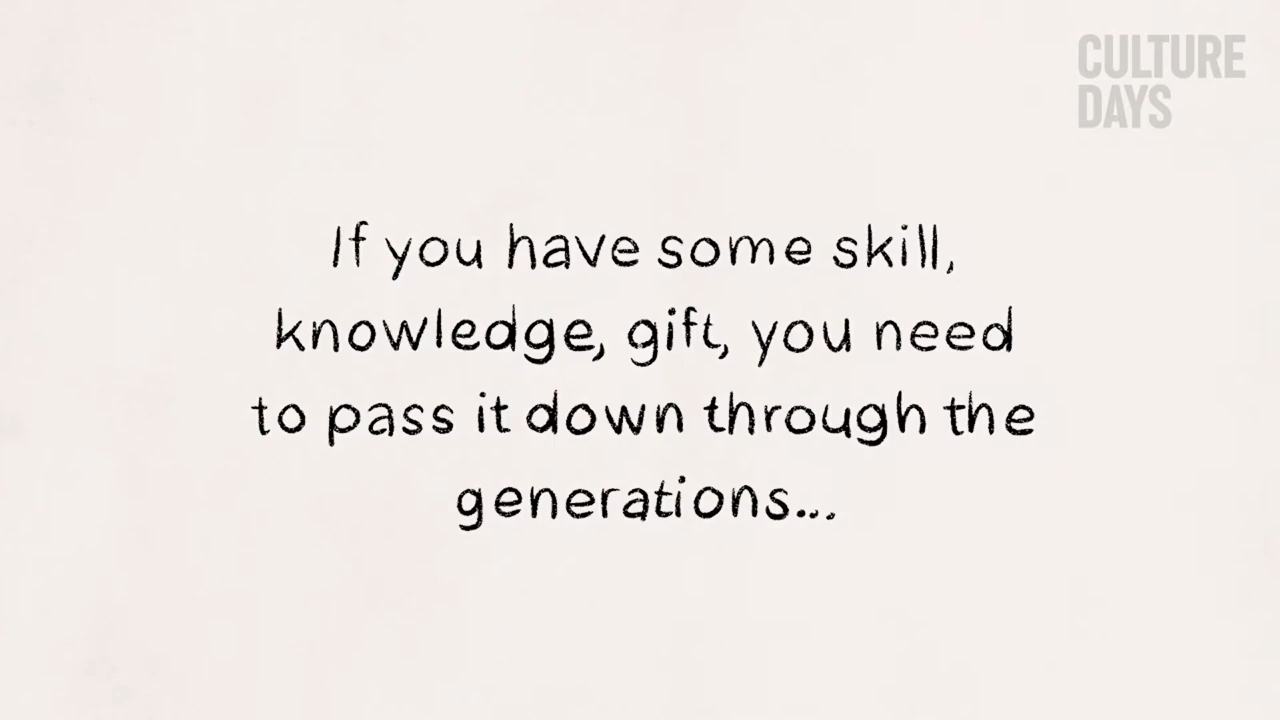 CULTURE
DAYS
If you have some skill,
knowledge, gift, you need
to pass it down through the
generations...